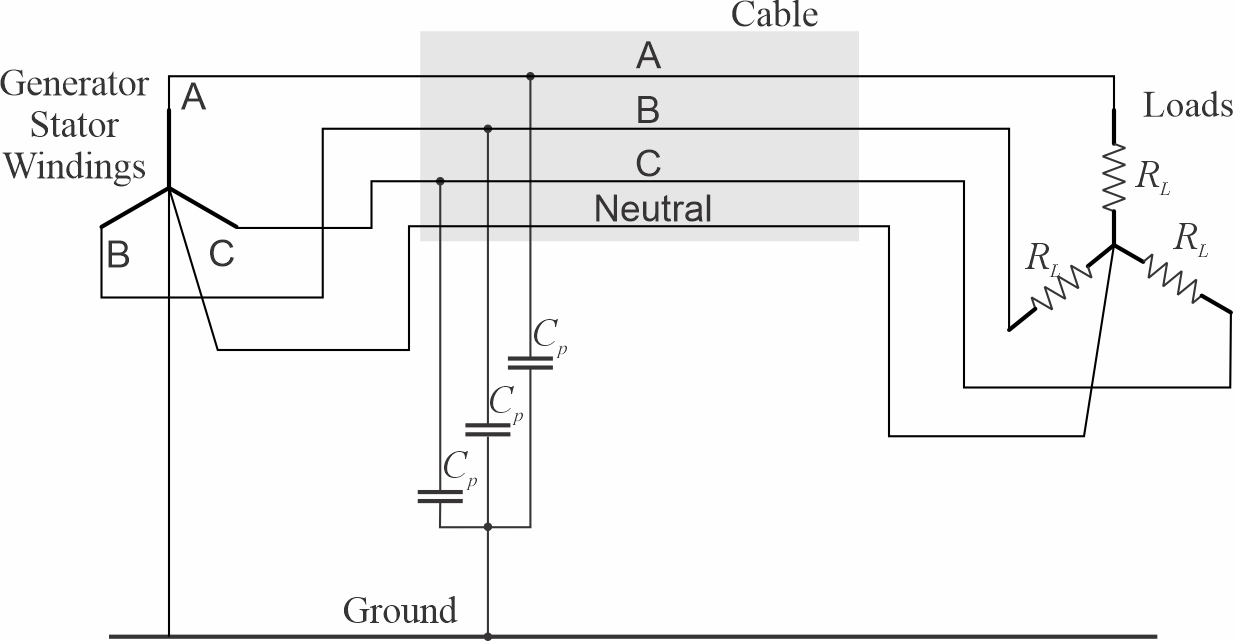 Cable
A
Generator
Stator
Windings
A
B
C
Neutral
Loads
R_L
R_L
R_L
B
C
C_p
C_p
C_p
Ground